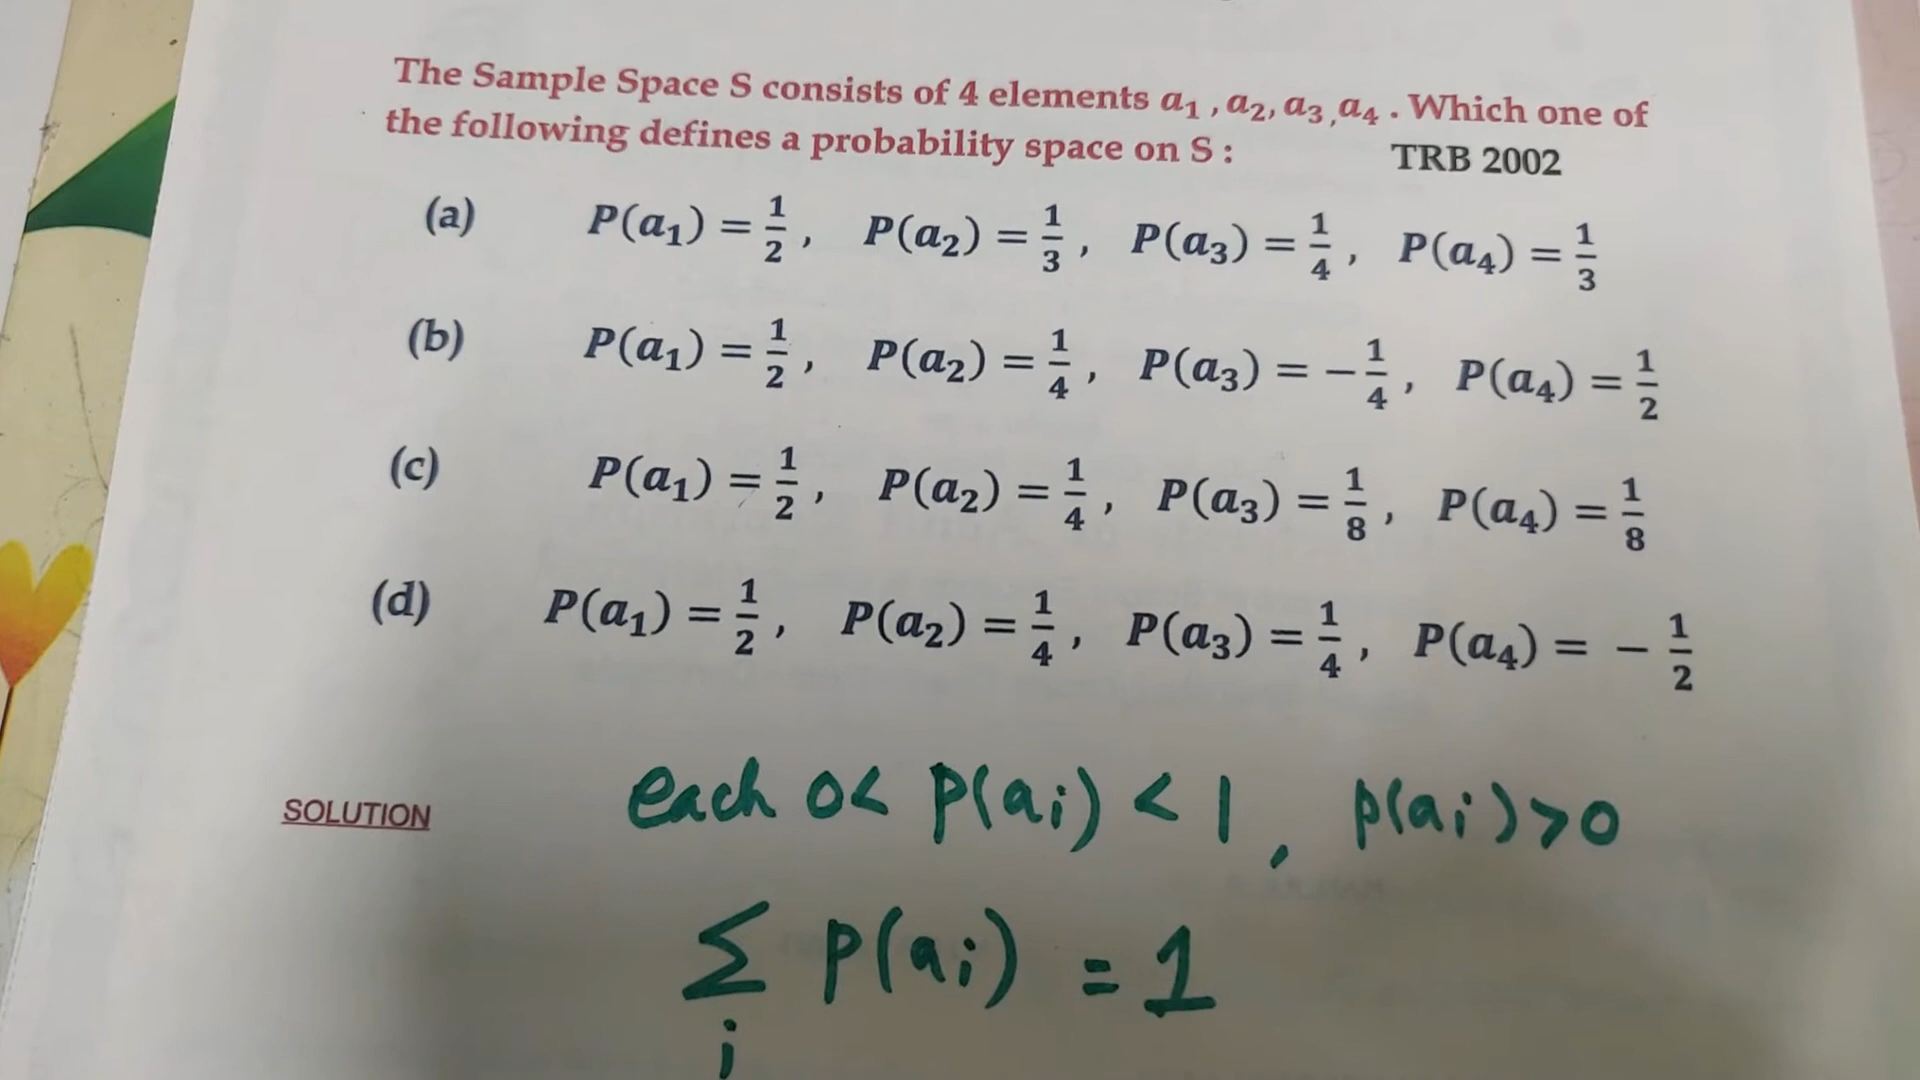 The Sample Space S consists of 4 elements a₁ , a₂, a₃ ,a₄ . Which one of
the following defines a probability space on S : TRB 2002
(a) P(a₁) = 1/2 , P(a₂) = 1/3 , P(a₃) = 1/4 , P(a₄) = 1/3
(b) P(a₁) = 1/2 , P(a₂) = 1/4 , P(a₃) = −1/4 , P(a₄) = 1/2
(c) P(a₁) = 1/2 , P(a₂) = 1/4 , P(a₃) = 1/8 , P(a₄) = 1/8
(d) P(a₁) = 1/2 , P(a₂) = 1/4 , P(a₃) = 1/4 , P(a₄) = − 1/2
SOLUTION each 0< p(aᵢ) < 1 , p(aᵢ)>0
Σᵢ p(aᵢ) = 1